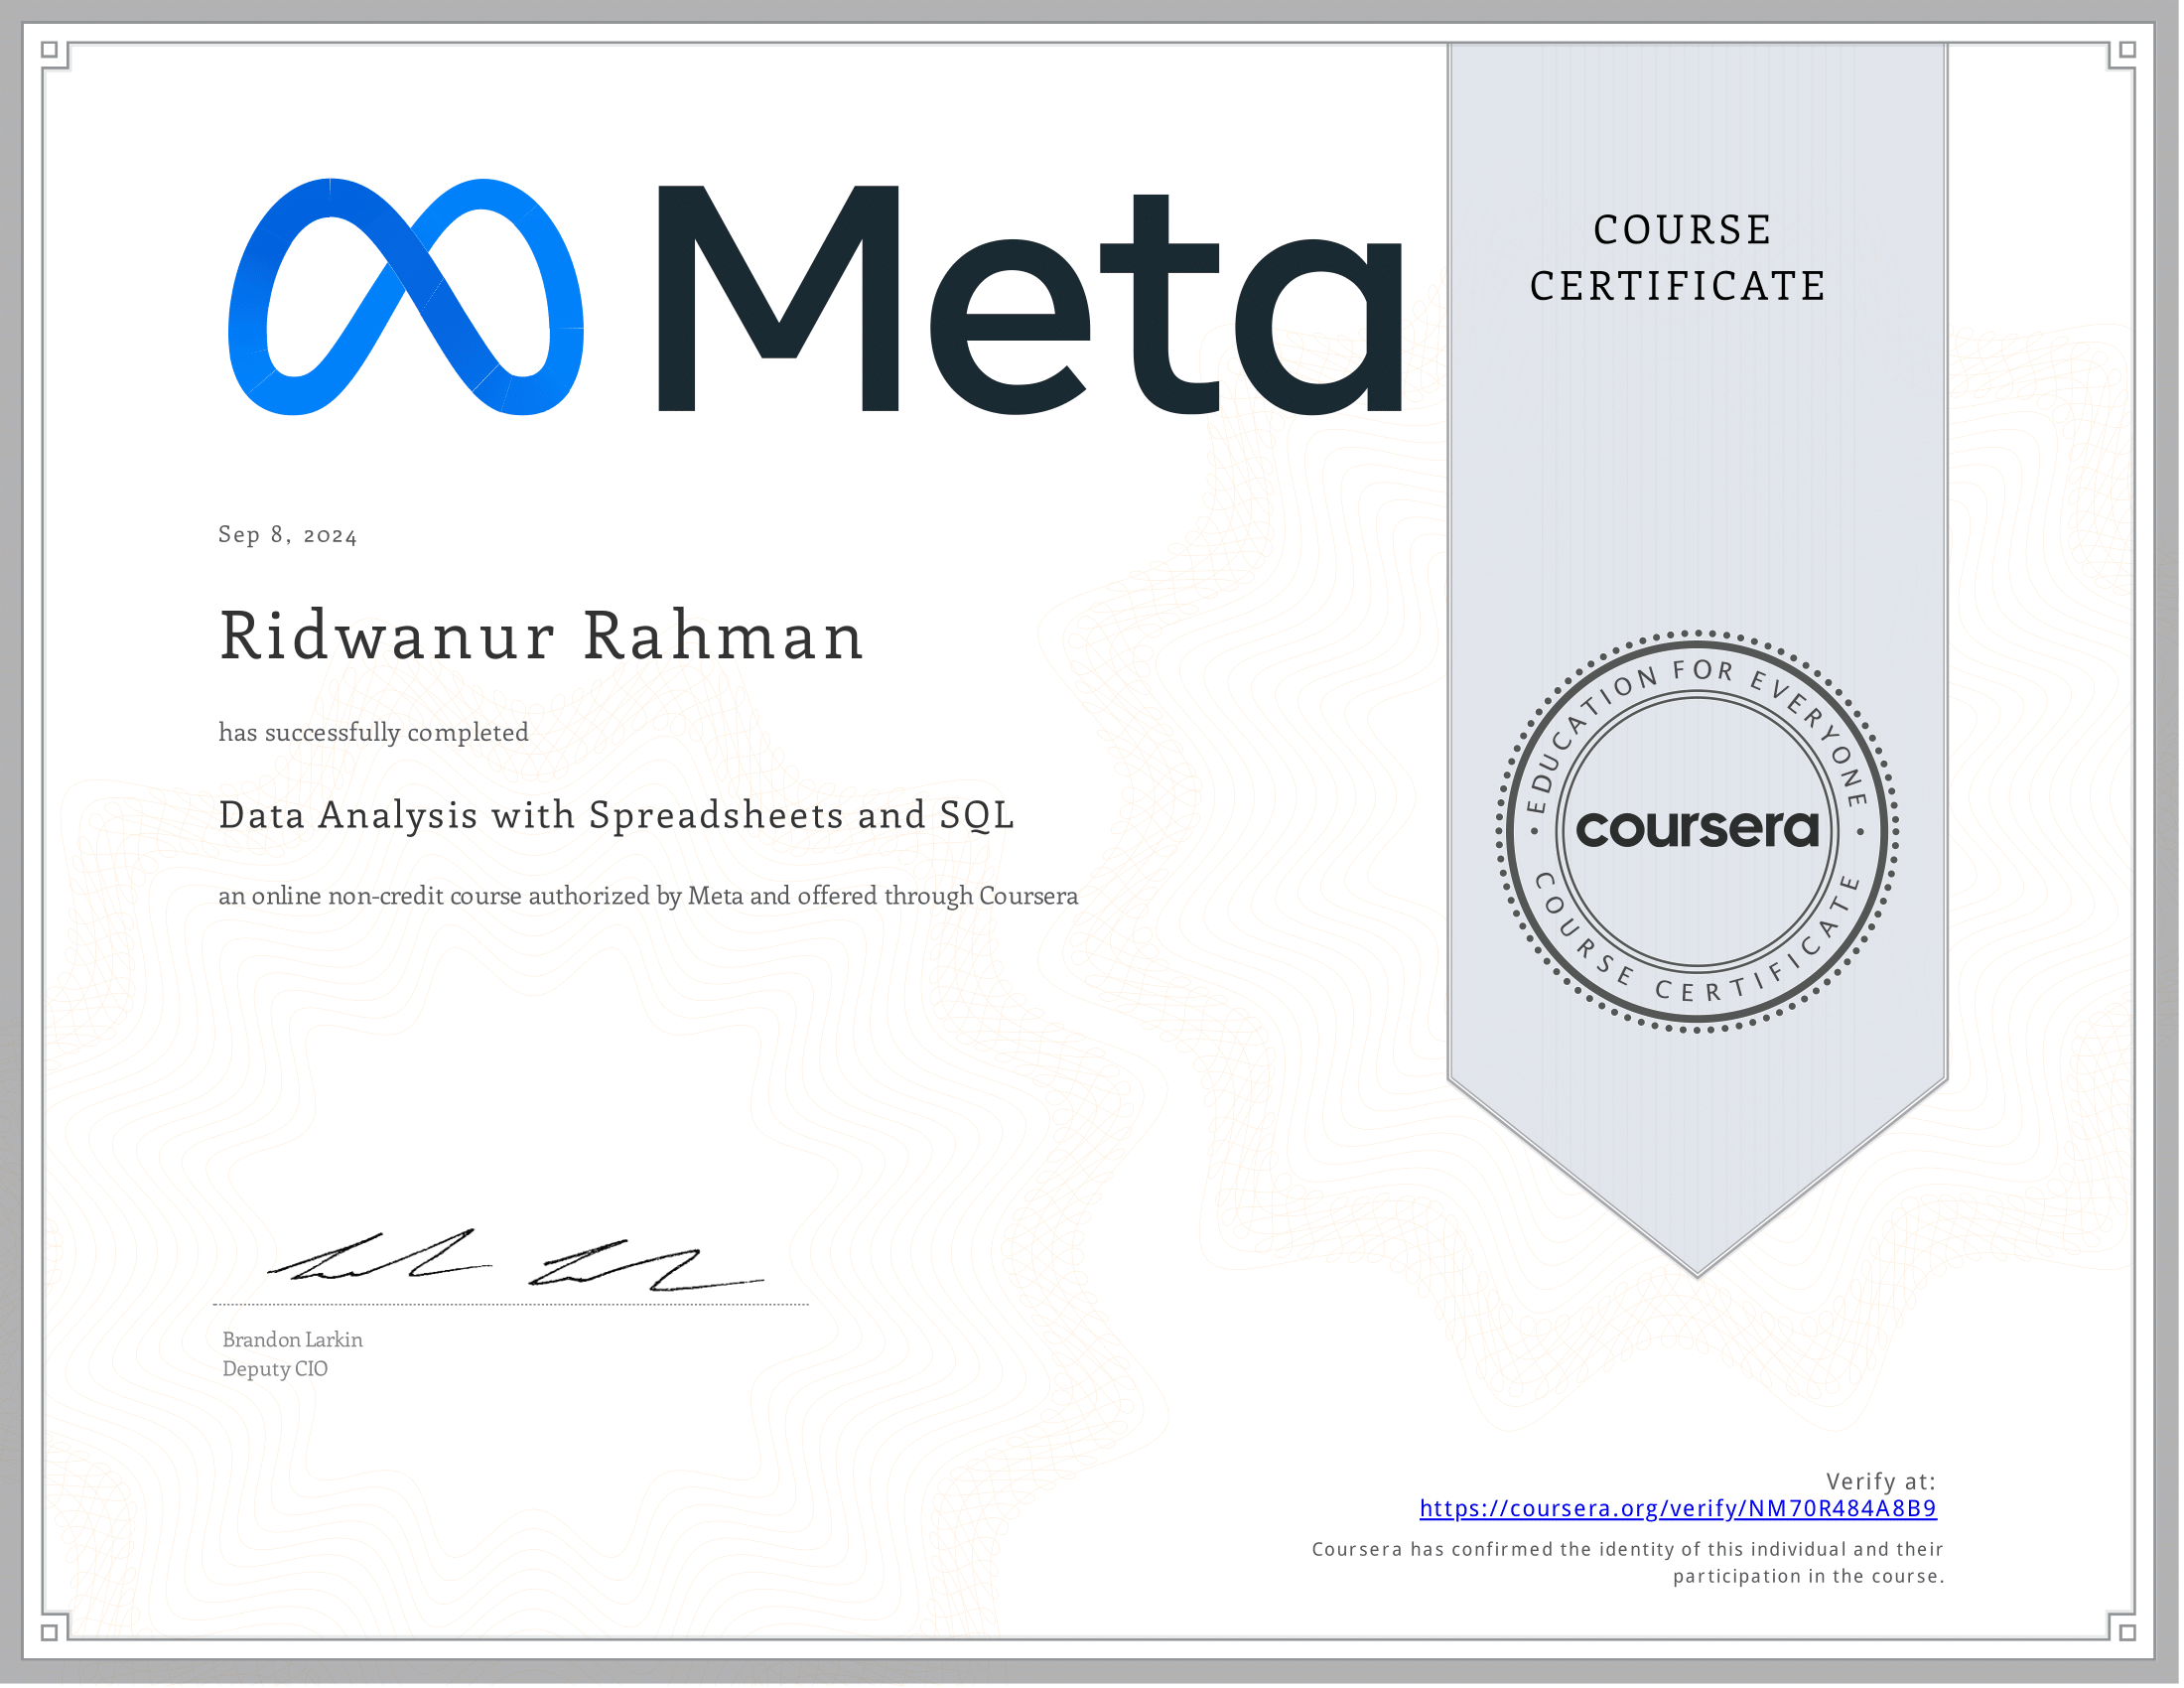 Meta
COURSE
CERTIFICATE
Sep 8, 2024
Ridwanur Rahman
has successfully completed
Data Analysis with Spreadsheets and SQL
an online non-credit course authorized by Meta and offered through Coursera
EDUCATION FOR EVERYONE
coursera
COURSE CERTIFICATE
Brandon Larkin
Deputy CIO
Verify at:
https://coursera.org/verify/NM70R484A8B9
Coursera has confirmed the identity of this individual and their
participation in the course.